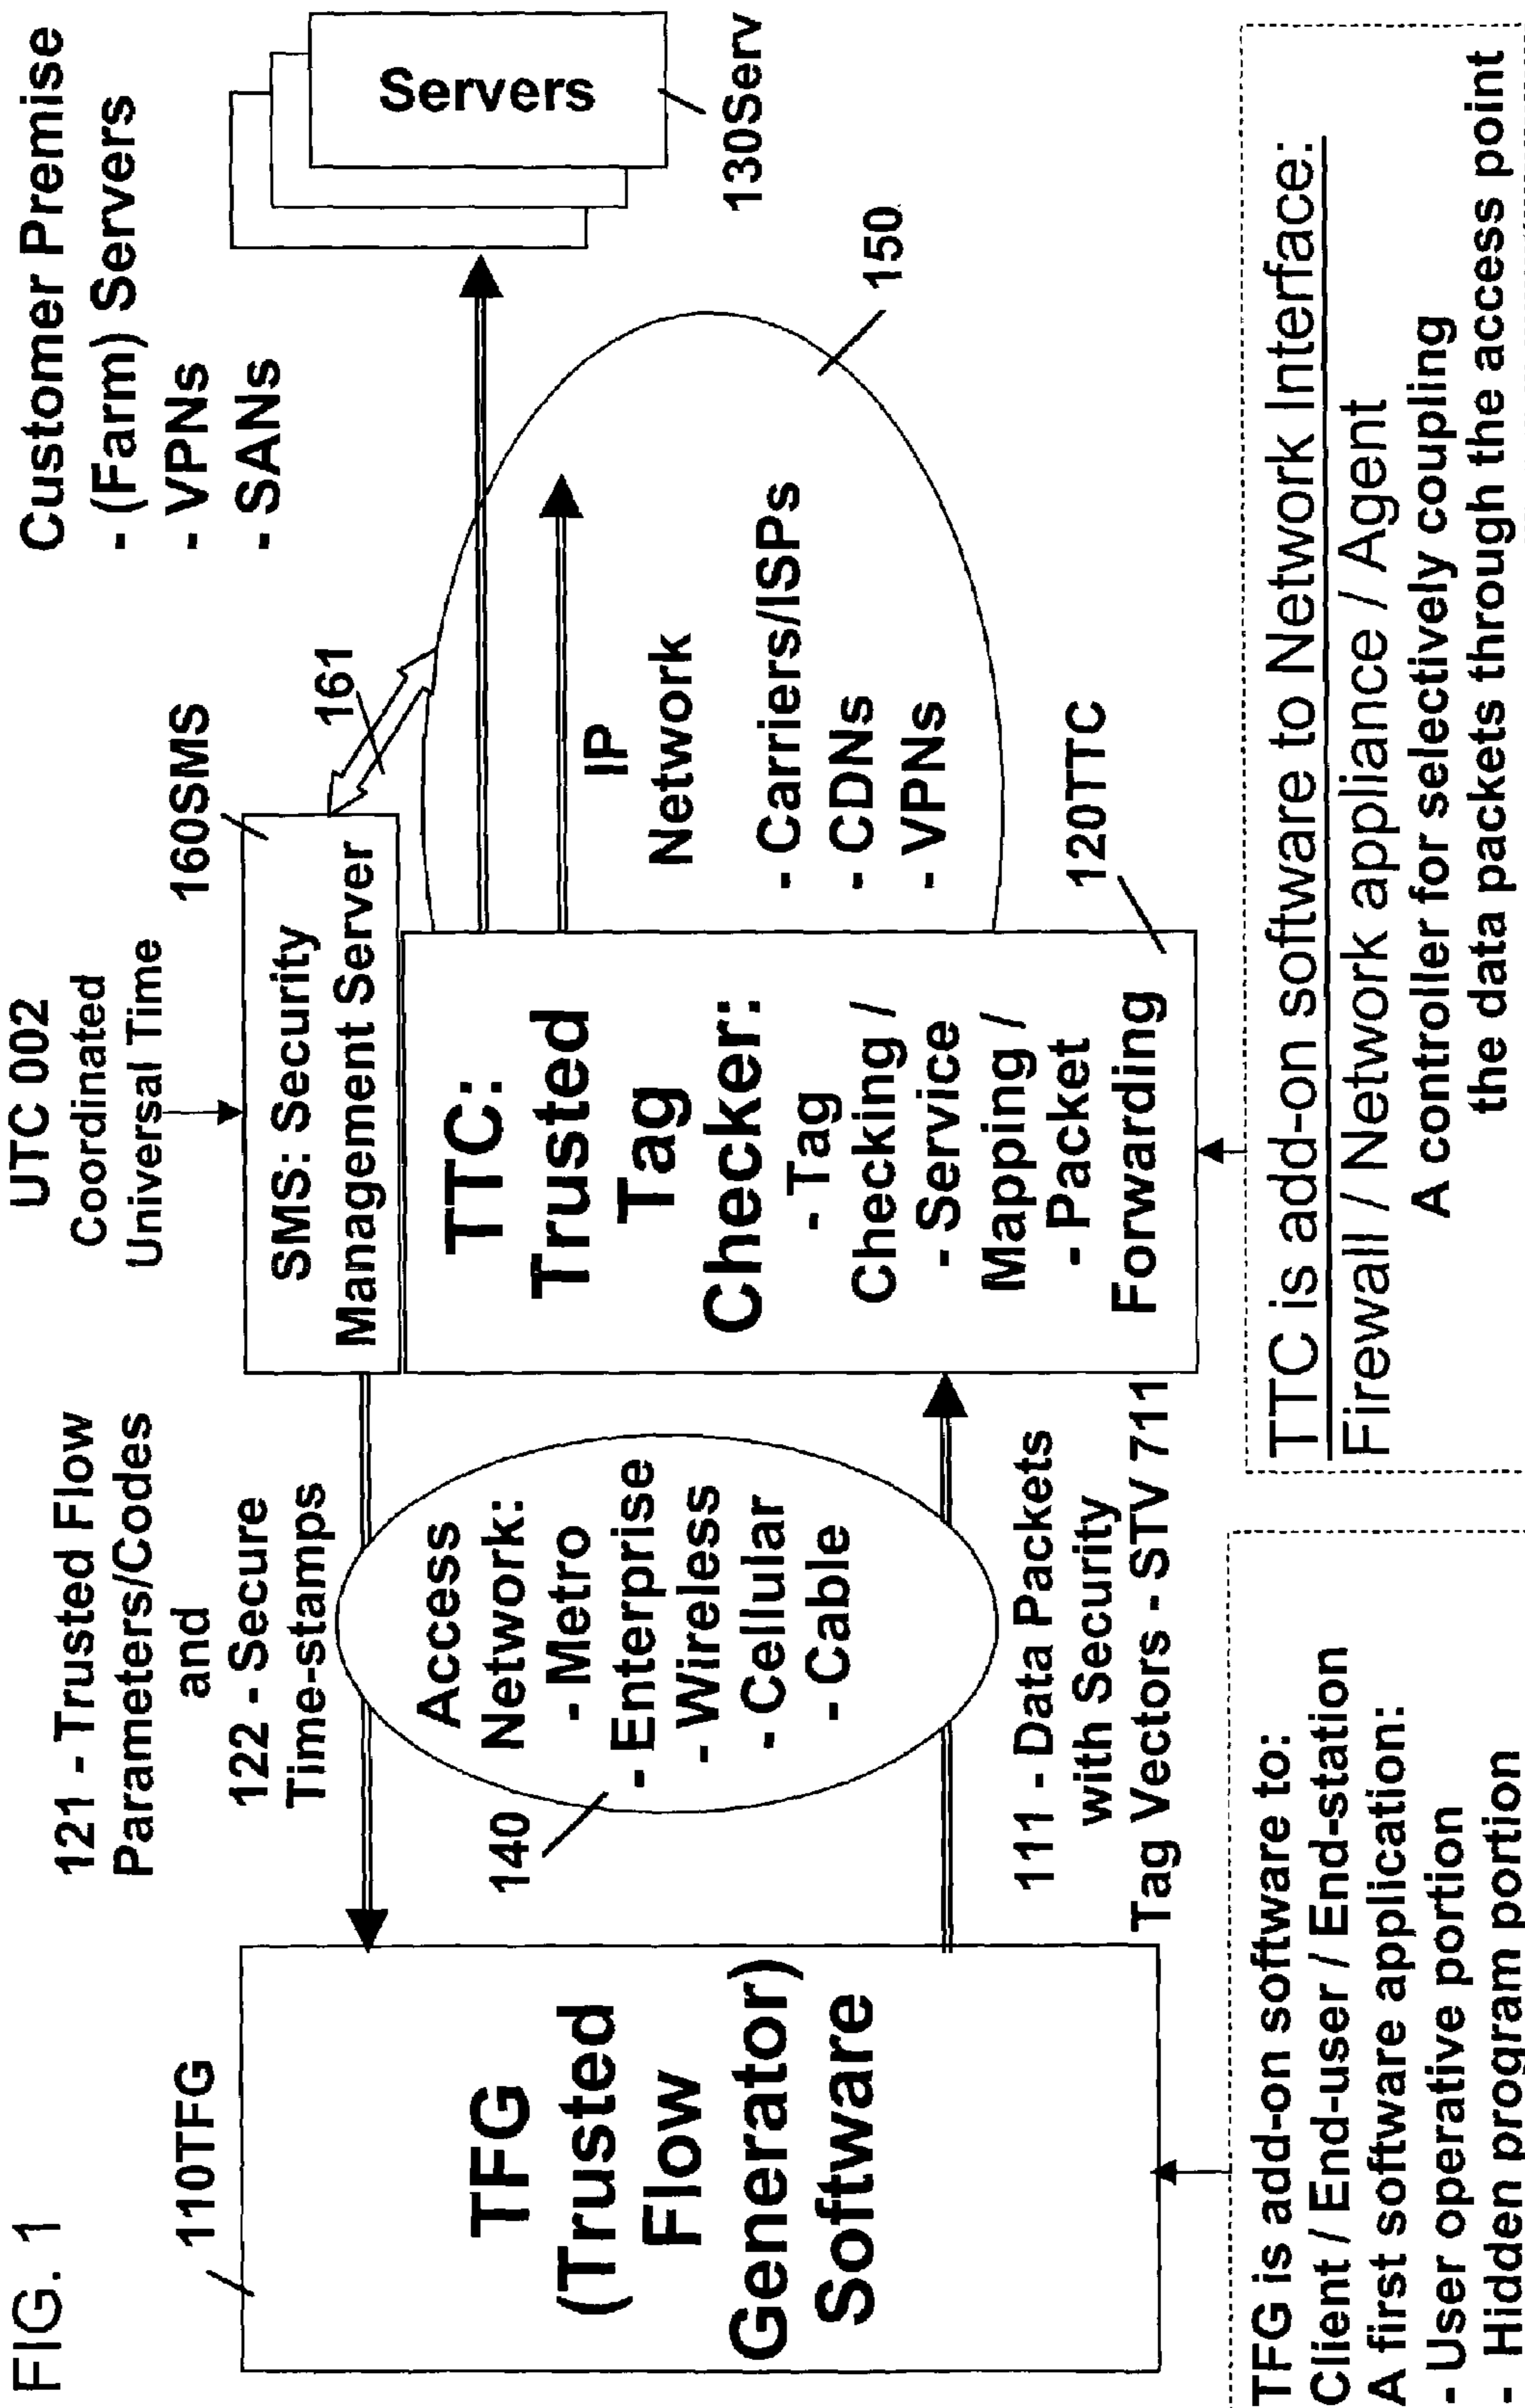 FIG. 1
110TFG
TFG
(Trusted
Flow
Generator)
Software
121 - Trusted Flow
Parameters/Codes
and
122 - Secure
Time-stamps
140
Access
Network:
- Metro
- Enterprise
- Wireless
- Cellular
- Cable
111 - Data Packets
with Security
Tag Vectors - STV 711
UTC 002
Coordinated
Universal Time
160SMS
SMS: Security
Management Server
161
TTC:
Trusted
Tag
Checker:
- Tag
Checking /
- Service
Mapping /
- Packet
Forwarding
120TTC
IP
Network
- Carriers/ISPs
- CDNs
- VPNs
150
Customer Premise
- (Farm) Servers
- VPNs
- SANs
Servers
130Serv
TFG is add-on software to:
Client / End-user / End-station
A first software application:
- User operative portion
- Hidden program portion
TTC is add-on software to Network Interface:
Firewall / Network appliance / Agent
A controller for selectively coupling
the data packets through the access point